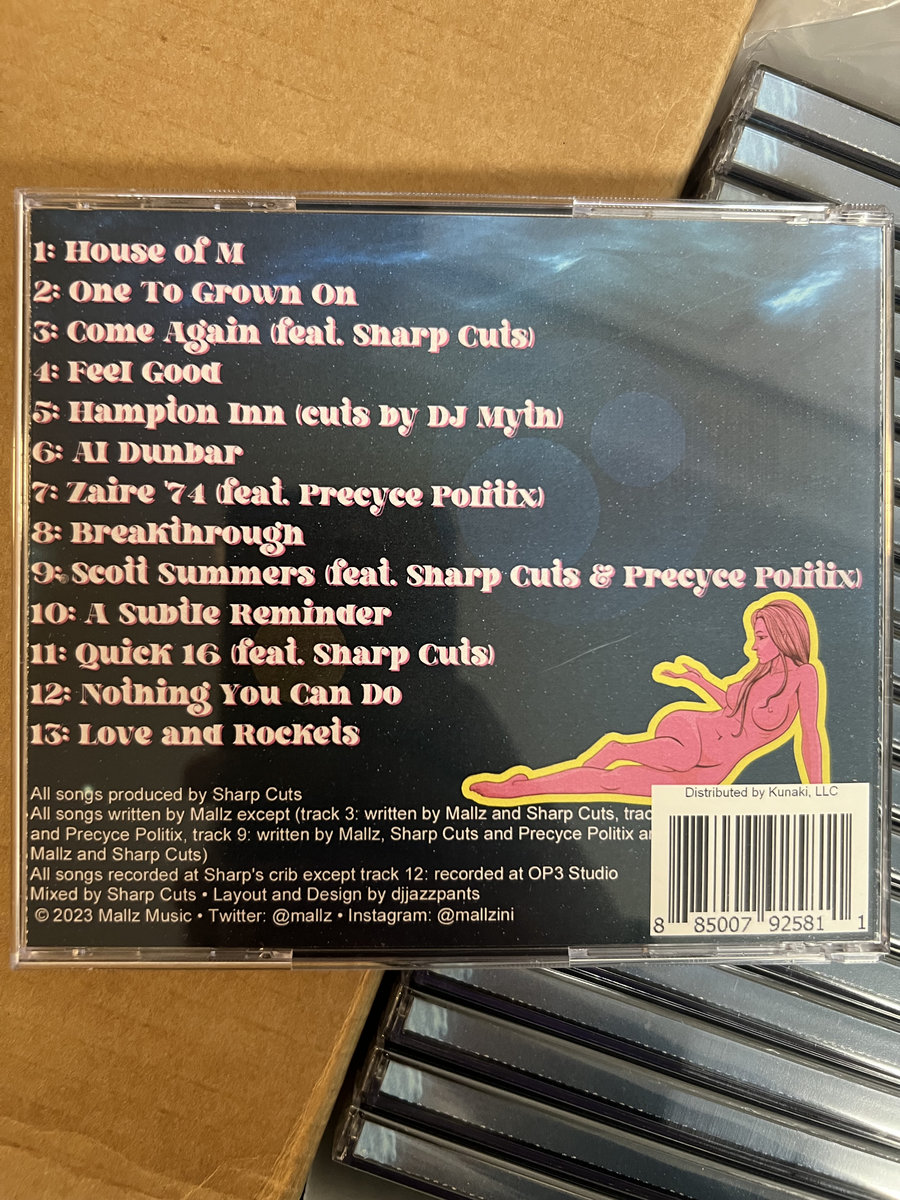 1: House of M
2: One To Grown On
3: Come Again (feat. Sharp Cuts)
4: Feel Good
5: Hampton Inn (cuts by DJ Myth)
6: Al Dunbar
7: Zaire '74 (feat. Precyce Politix)
8: Breakthrough
9: Scott Summers (feat. Sharp Cuts & Precyce Politix)
10: A Subtle Reminder
11: Quick 16 (feat. Sharp Cuts)
12: Nothing You Can Do
13: Love and Rockets
All songs produced by Sharp Cuts
All songs written by Mallz except (track 3: written by Mallz and Sharp Cuts,
and Precyce Politix, track 9: written by Mallz, Sharp Cuts and Precyce Politix
Mallz and Sharp Cuts)
All songs recorded at Sharp's crib except track 12: recorded at OP3 Studio
Mixed by Sharp Cuts • Layout and Design by djjazzpants
© 2023 Mallz Music • Twitter: @mallz • Instagram: @mallzini
Distributed by Kunaki, LLC
8 85007 92581 1